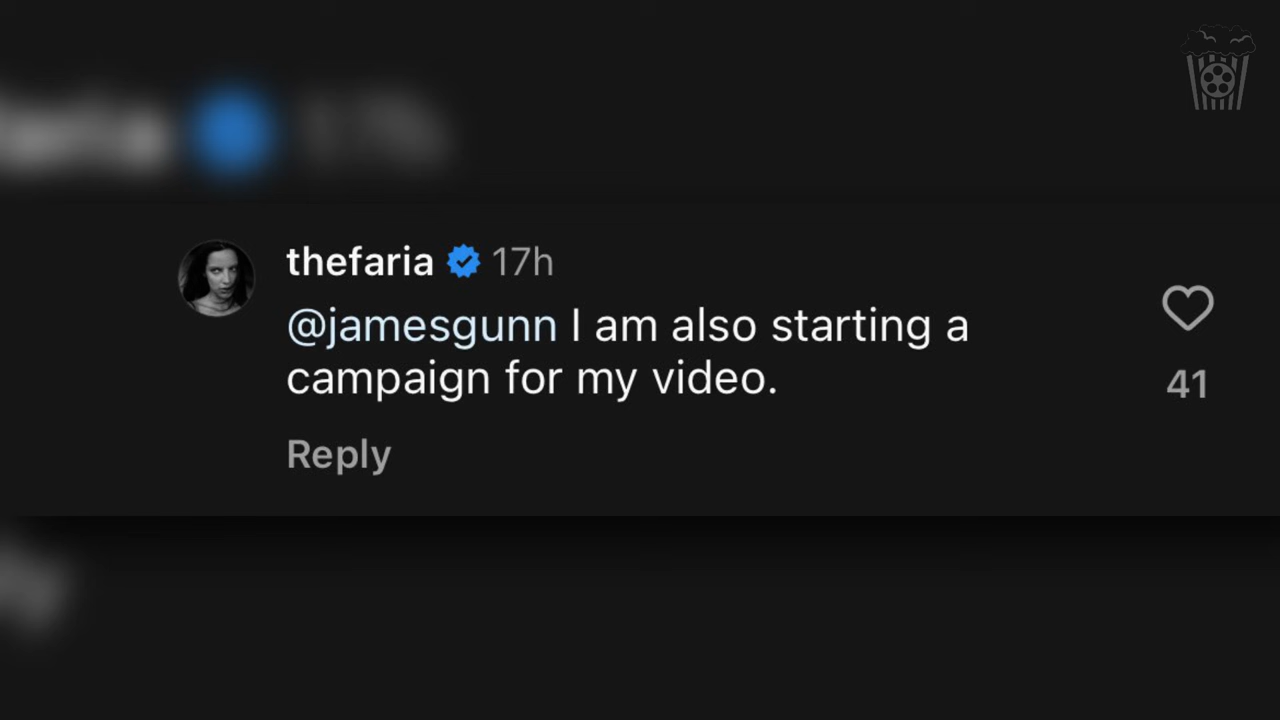 thefaria 17h
@jamesgunn I am also starting a
campaign for my video.
41
Reply